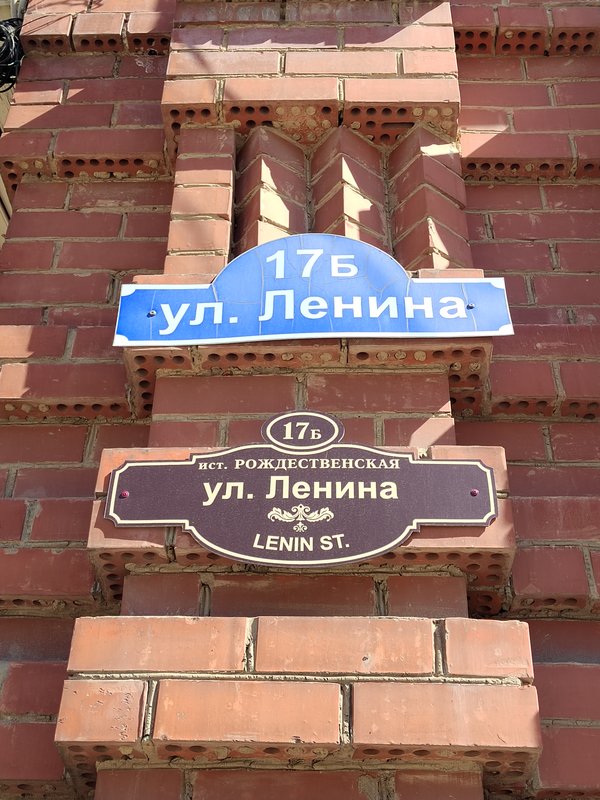 17Б
ул. Ленина
17Б
ист. РОЖДЕСТВЕНСКАЯ
ул. Ленина
LENIN ST.